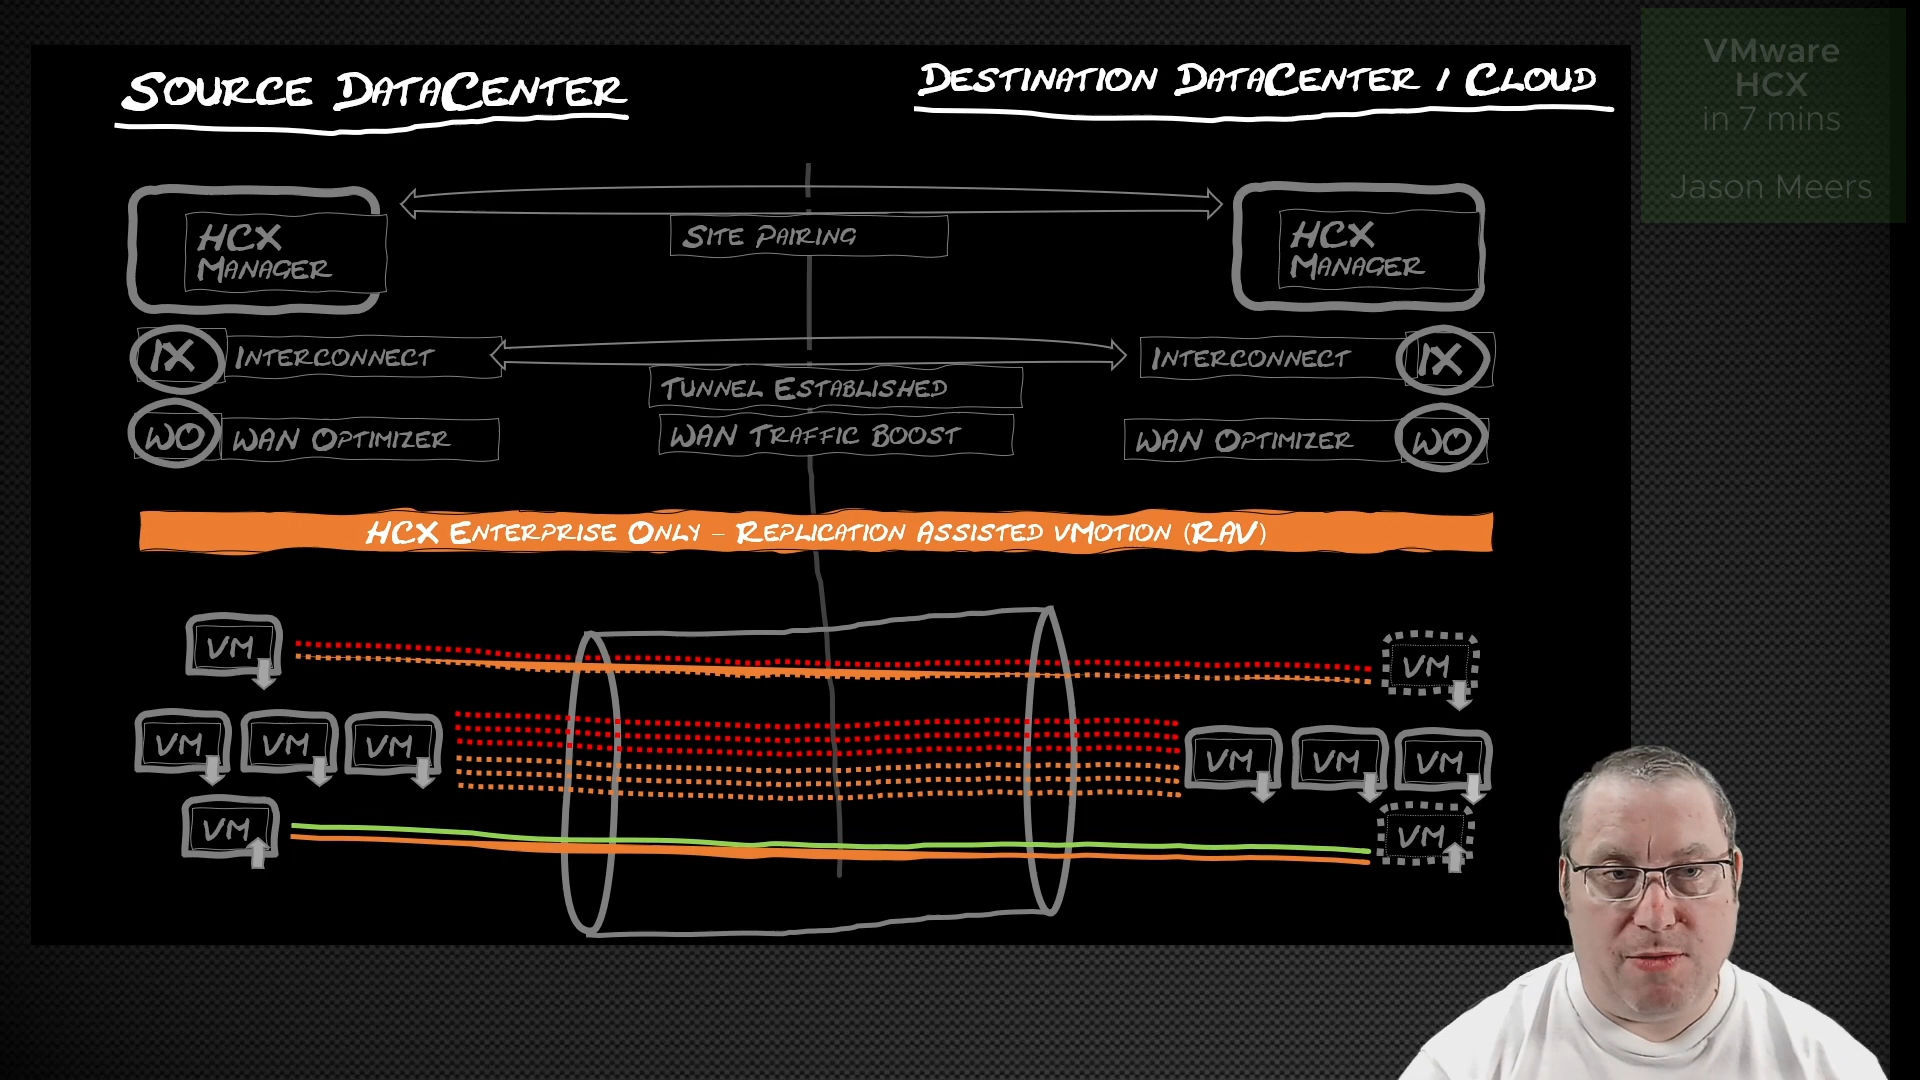 SOURCE DATACENTER
DESTINATION DATACENTER / CLOUD
VMware
HCX
in 7 mins
Jason Meers
HCX
MANAGER
SITE PAIRING
HCX
MANAGER
IX
INTERCONNECT
TUNNEL ESTABLISHED
INTERCONNECT
IX
WO
WAN OPTIMIZER
WAN TRAFFIC BOOST
WAN OPTIMIZER
WO
HCX ENTERPRISE ONLY – REPLICATION ASSISTED VMOTION (RAV)
VM
VM
VM
VM
VM
VM
VM
VM
VM
VM